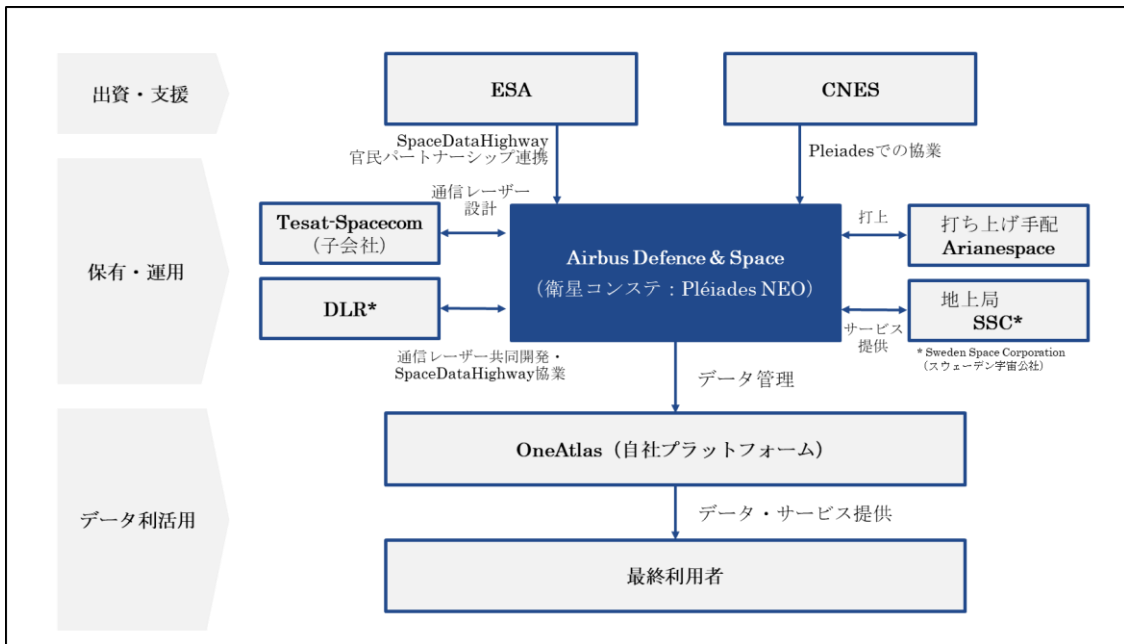 出資・支援
ESA
CNES
SpaceDataHighway
官民パートナーシップ連携
Pleiadesでの協業
保有・運用
通信レーザー
設計
Tesat-Spacecom
（子会社）
DLR*
通信レーザー共同開発・
SpaceDataHighway協業
Airbus Defence & Space
（衛星コンステ：Pléiades NEO）
打上
打ち上げ手配
Arianespace
サービス
提供
地上局
SSC*
* Sweden Space Corporation
（スウェーデン宇宙公社）
データ管理
データ利活用
OneAtlas（自社プラットフォーム）
データ・サービス提供
最終利用者